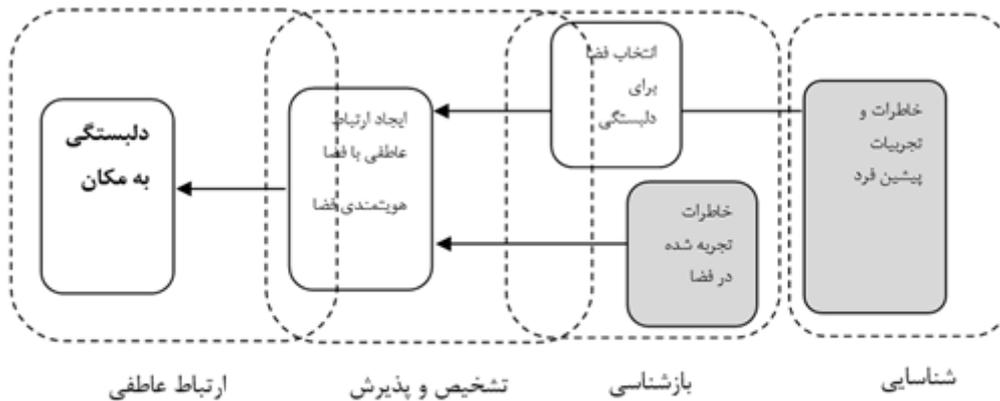 خاطرات و
تجربیات
پیشین فرد
انتخاب فضا
برای
دلبستگی
خاطرات
تجربه شده
در فضا
ایجاد ارتباط
عاطفی با فضا
هویتمندی فضا
دلبستگی
به مکان
شناسایی
بازشناسی
تشخیص و پذیرش
ارتباط عاطفی